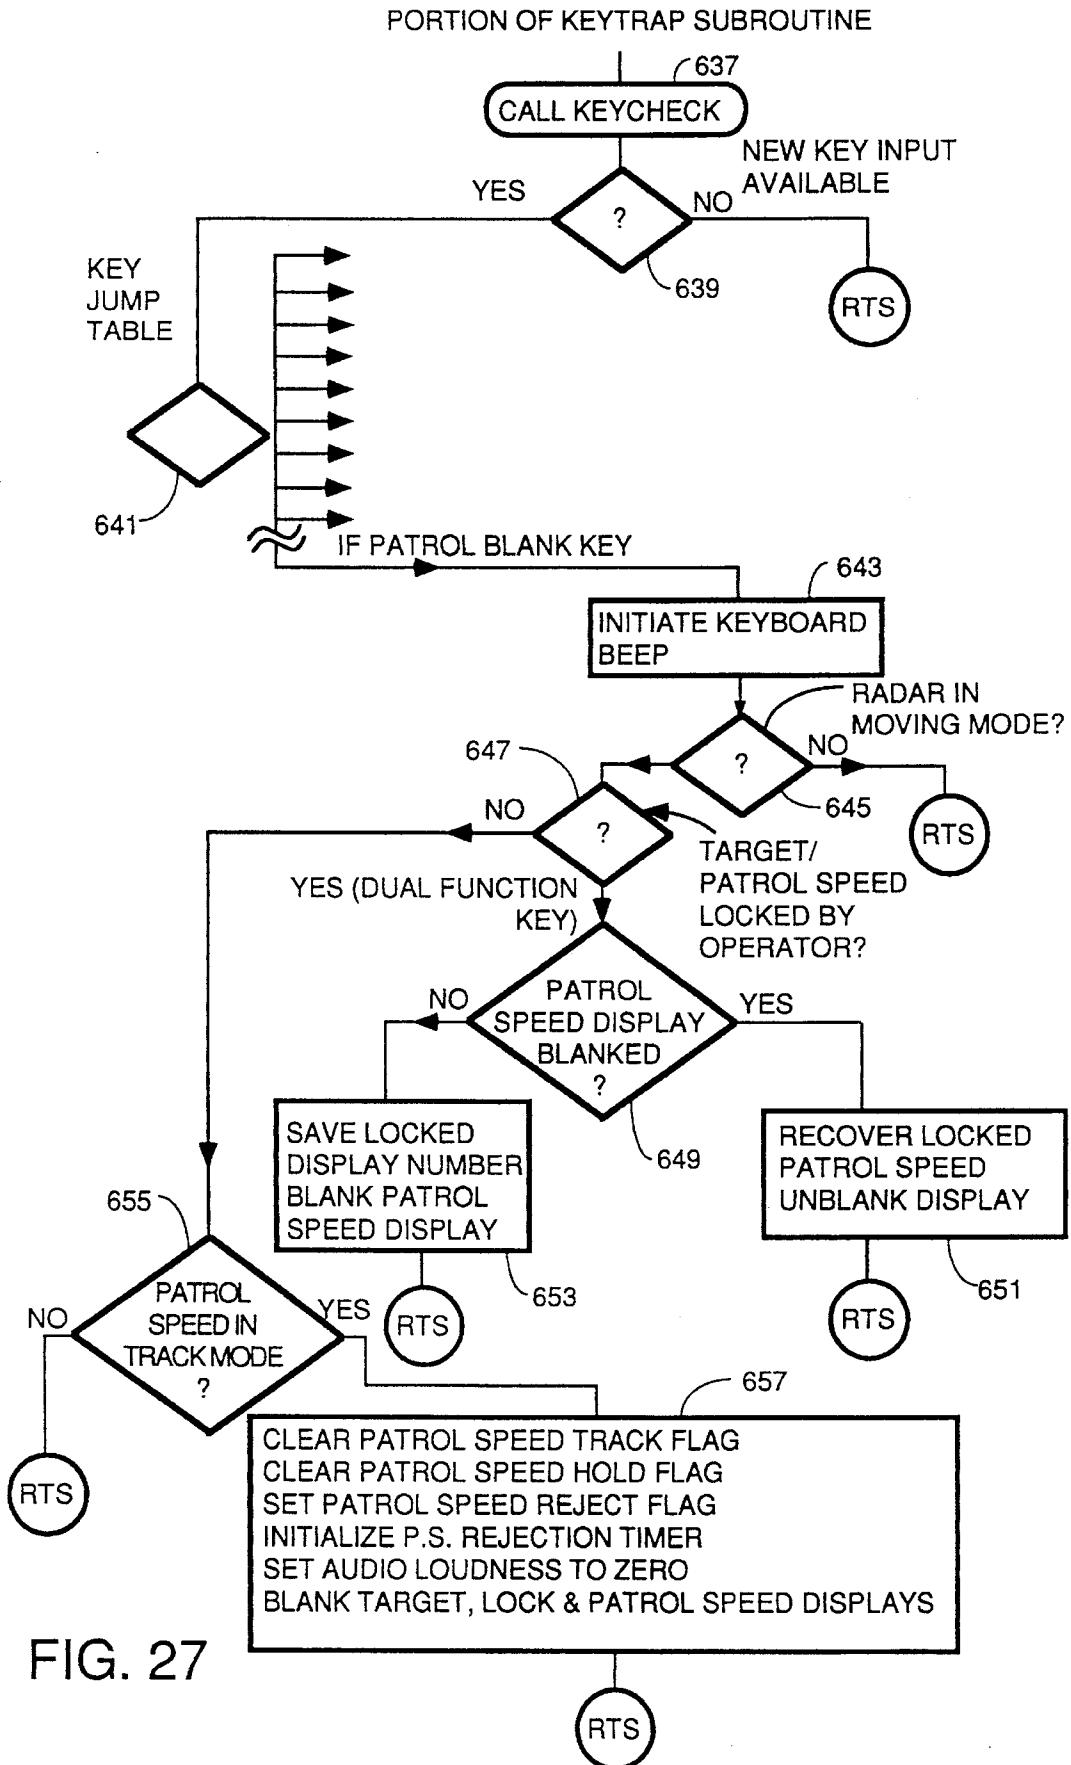 PORTION OF KEYTRAP SUBROUTINE
637
CALL KEYCHECK
NEW KEY INPUT
AVAILABLE
YES
?
NO
639
RTS
KEY
JUMP
TABLE
641
IF PATROL BLANK KEY
643
INITIATE KEYBOARD
BEEP
RADAR IN
MOVING MODE?
?
NO
645
RTS
647
NO
?
TARGET/
PATROL SPEED
LOCKED BY
OPERATOR?
YES (DUAL FUNCTION
KEY)
NO
PATROL
SPEED DISPLAY
BLANKED
?
YES
649
SAVE LOCKED
DISPLAY NUMBER
BLANK PATROL
SPEED DISPLAY
653
RTS
RECOVER LOCKED
PATROL SPEED
UNBLANK DISPLAY
651
RTS
655
NO
PATROL
SPEED IN
TRACK MODE
?
YES
RTS
657
CLEAR PATROL SPEED TRACK FLAG
CLEAR PATROL SPEED HOLD FLAG
SET PATROL SPEED REJECT FLAG
INITIALIZE P.S. REJECTION TIMER
SET AUDIO LOUDNESS TO ZERO
BLANK TARGET, LOCK & PATROL SPEED DISPLAYS
RTS
FIG. 27